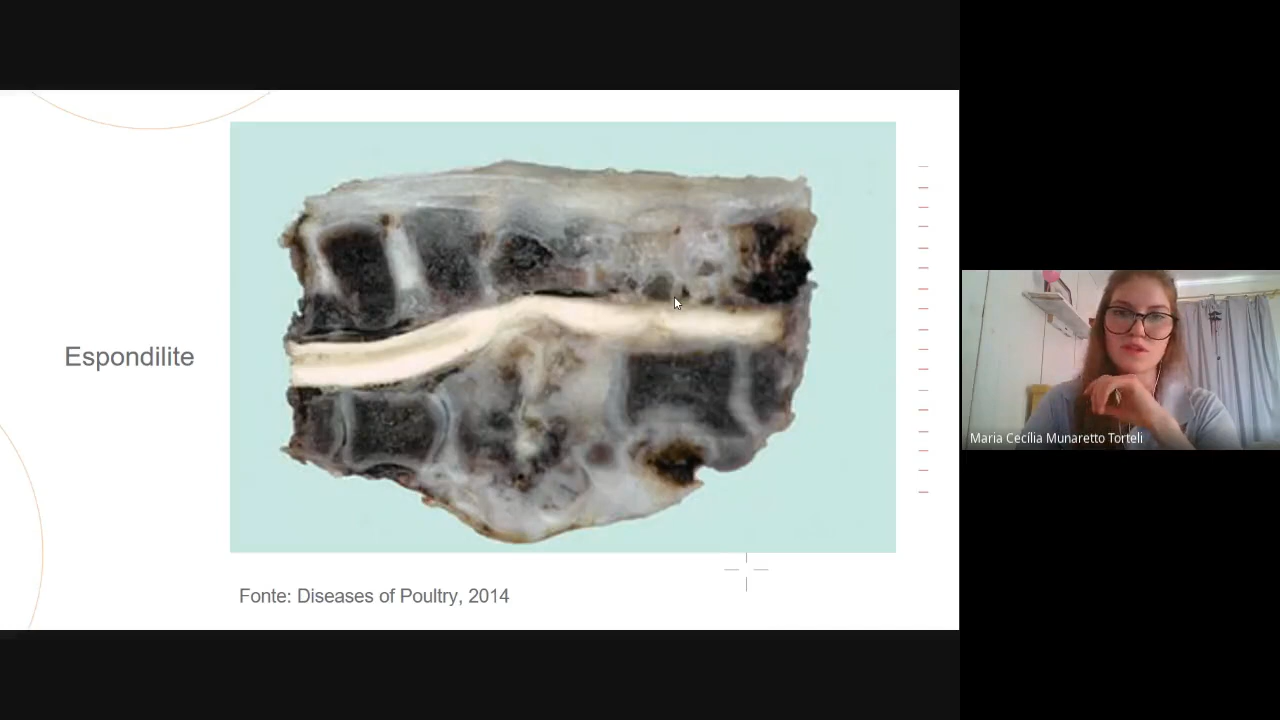 Espondilite
Fonte: Diseases of Poultry, 2014
Maria Cecília Munaretto Torteli